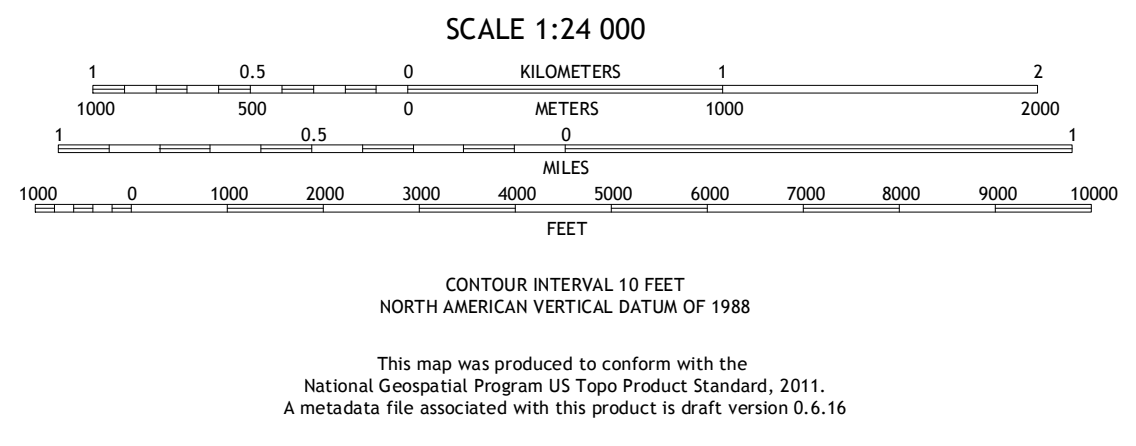 SCALE 1:24 000
1 0.5 0 KILOMETERS 1 2
1000 500 0 METERS 1000 2000
1 0.5 0 1
MILES
1000 0 1000 2000 3000 4000 5000 6000 7000 8000 9000 10000
FEET
CONTOUR INTERVAL 10 FEET
NORTH AMERICAN VERTICAL DATUM OF 1988
This map was produced to conform with the
National Geospatial Program US Topo Product Standard, 2011.
A metadata file associated with this product is draft version 0.6.16